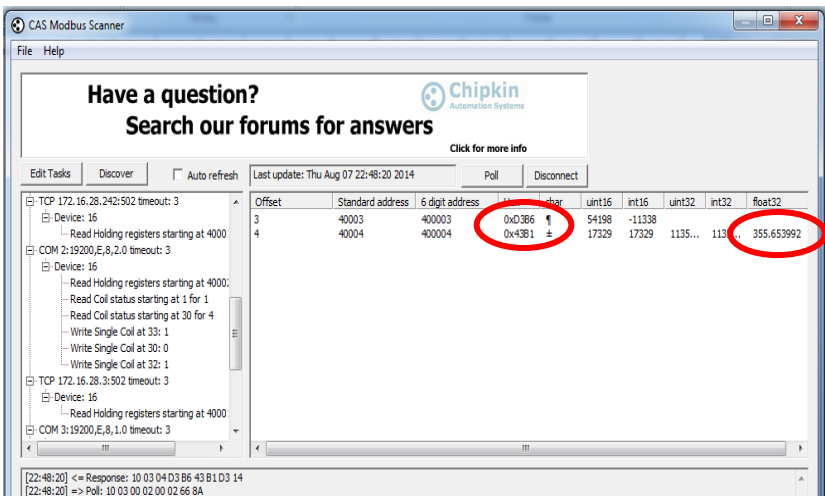 CAS Modbus Scanner
File Help
Have a question?
Search our forums for answers
Chipkin
Automation Systems
Click for more info
Edit Tasks Discover Auto refresh Last update: Thu Aug 07 22:48:20 2014 Poll Disconnect
TCP 172.16.28.242:502 timeout: 3
Device: 16
Read Holding registers starting at 4000
COM 2:19200,E,8,2.0 timeout: 3
Device: 16
Read Holding registers starting at 40002
Read Coil status starting at 1 for 1
Read Coil status starting at 30 for 4
Write Single Coil at 33: 1
Write Single Coil at 30: 0
Write Single Coil at 32: 1
TCP 172.16.28.3:502 timeout: 3
Device: 16
Read Holding registers starting at 4000
COM 3:19200,E,8,1.0 timeout: 3
Offset Standard address 6 digit address char uint16 int16 uint32 int32 float32
3 40003 400003 0xD3B6 ¶ 54198 -11338
4 40004 400004 0x43B1 ± 17329 17329 1135... 113... 355.653992
[22:48:20] <= Response: 10 03 04 D3 B6 43 B1 D3 14
[22:48:20] => Poll: 10 03 00 02 00 02 66 8A